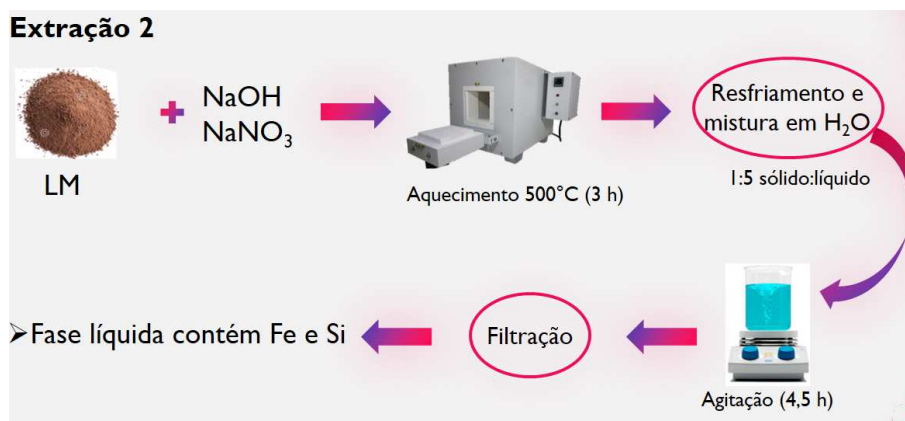 Extração 2
NaOH
NaNO₃
LM
Aquecimento 500°C (3 h)
Resfriamento e
mistura em H₂O
1:5 sólido:líquido
Agitação (4,5 h)
Filtração
➢Fase líquida contém Fe e Si